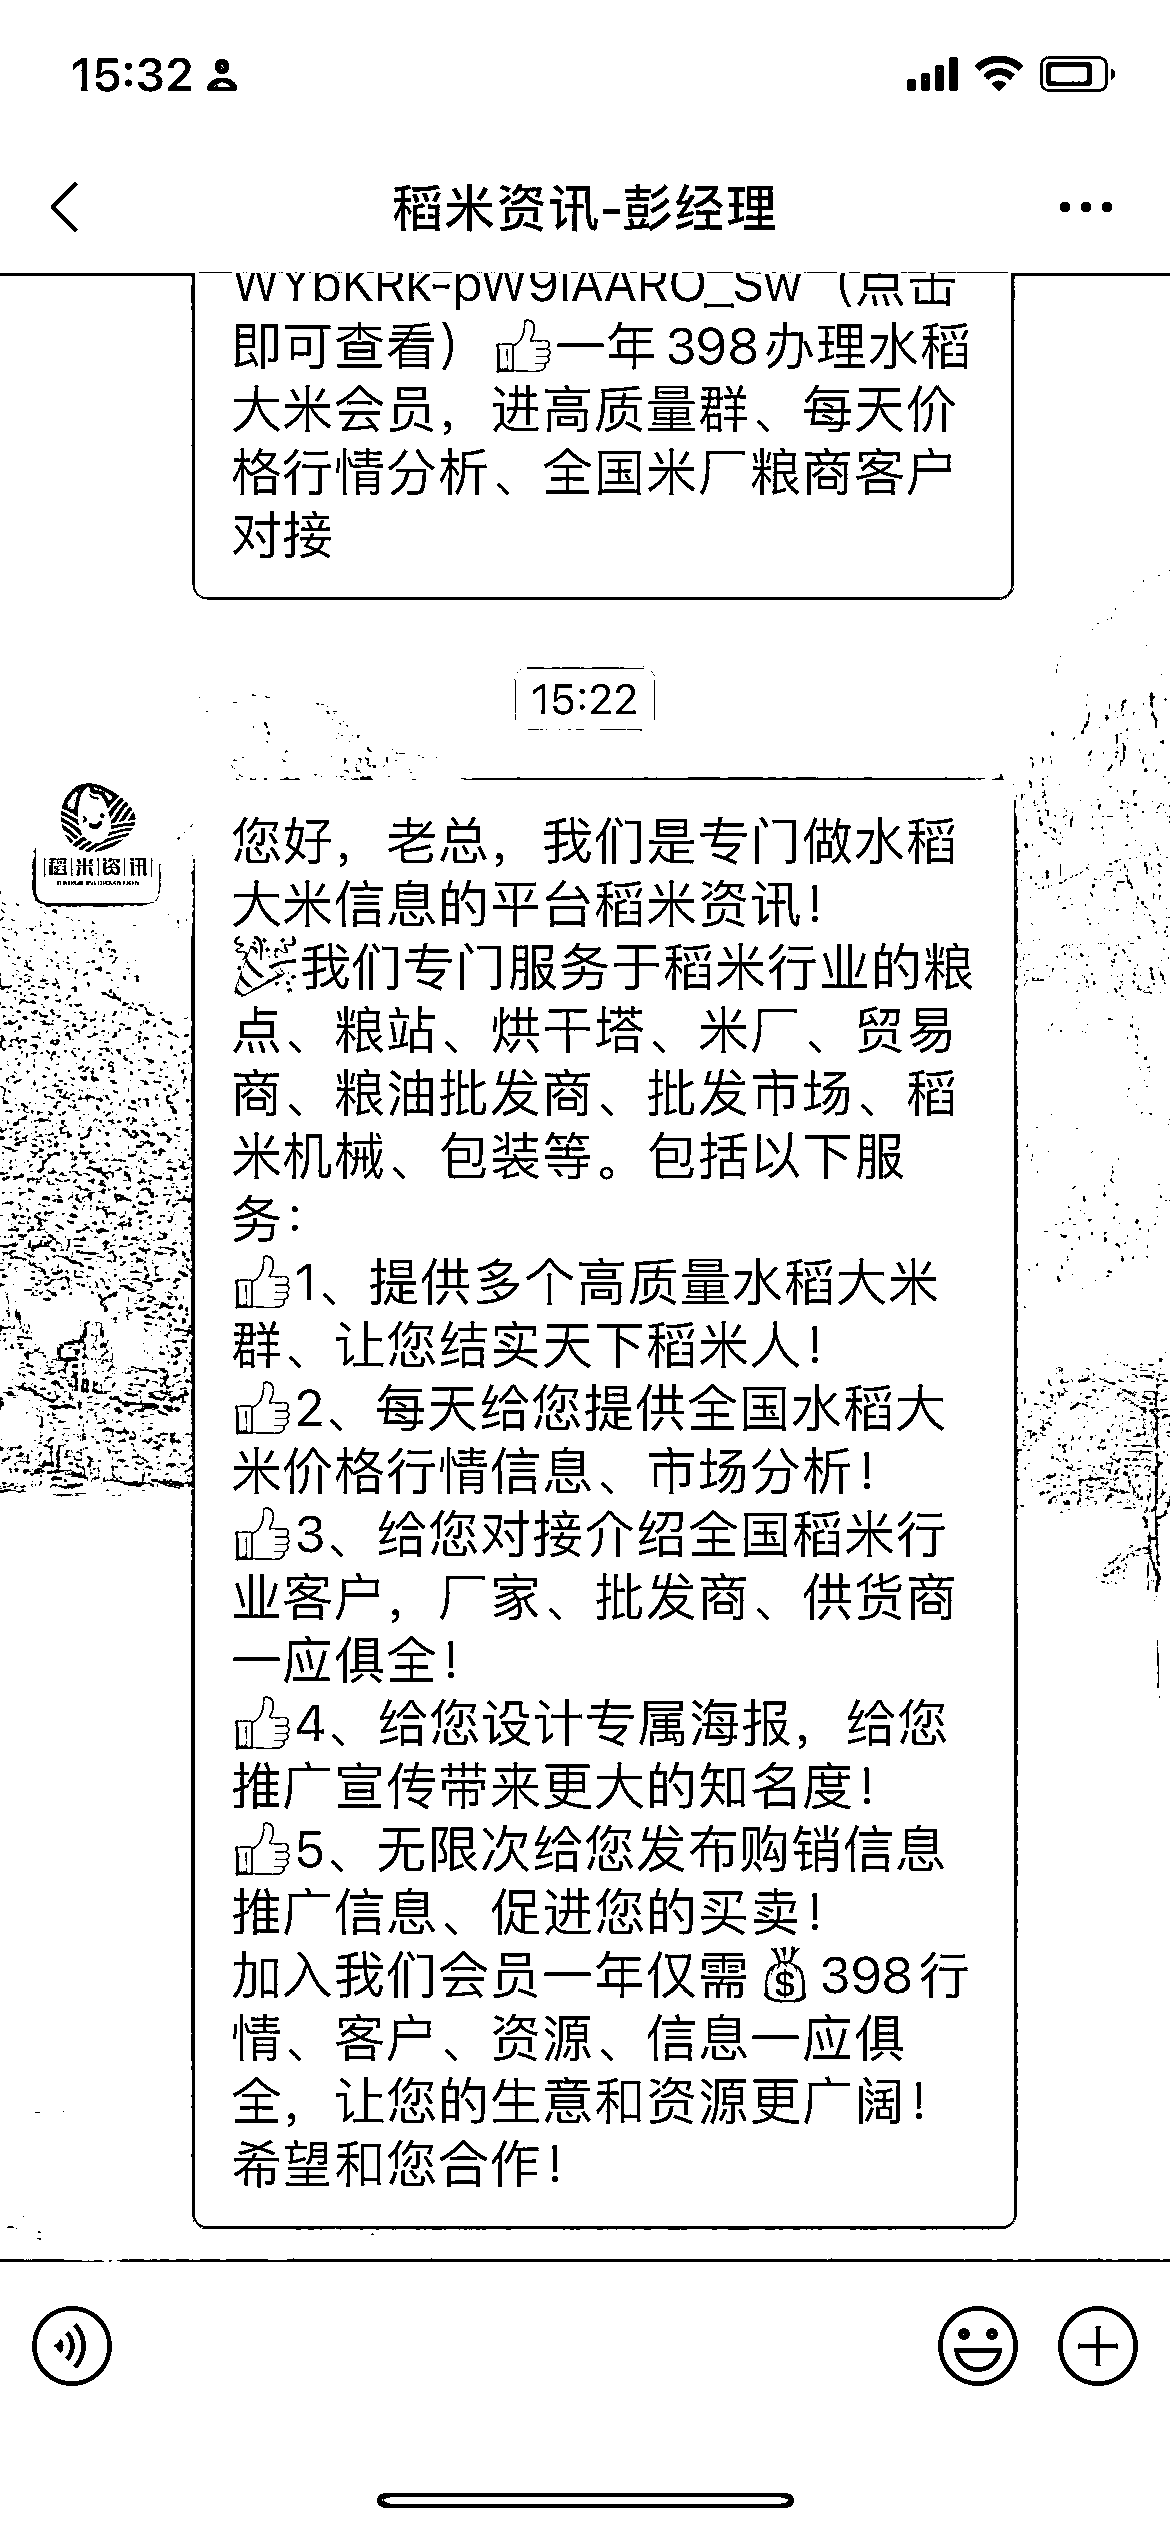 15:32
稻米资讯-彭经理
WYbKRk-pW9IAARO_Sw（点击
即可查看）👍一年398办理水稻
大米会员，进高质量群、每天价
格行情分析、全国米厂粮商客户
对接
15:22
稻米资讯
您好，老总，我们是专门做水稻
大米信息的平台稻米资讯！
🎉我们专门服务于稻米行业的粮
点、粮站、烘干塔、米厂、贸易
商、粮油批发商、批发市场、稻
米机械、包装等。包括以下服
务：
👍1、提供多个高质量水稻大米
群、让您结实天下稻米人！
👍2、每天给您提供全国水稻大
米价格行情信息、市场分析！
👍3、给您对接介绍全国稻米行
业客户，厂家、批发商、供货商
一应俱全！
👍4、给您设计专属海报，给您
推广宣传带来更大的知名度！
👍5、无限次给您发布购销信息
推广信息、促进您的买卖！
加入我们会员一年仅需💰398行
情、客户、资源、信息一应俱
全，让您的生意和资源更广阔！
希望和您合作！